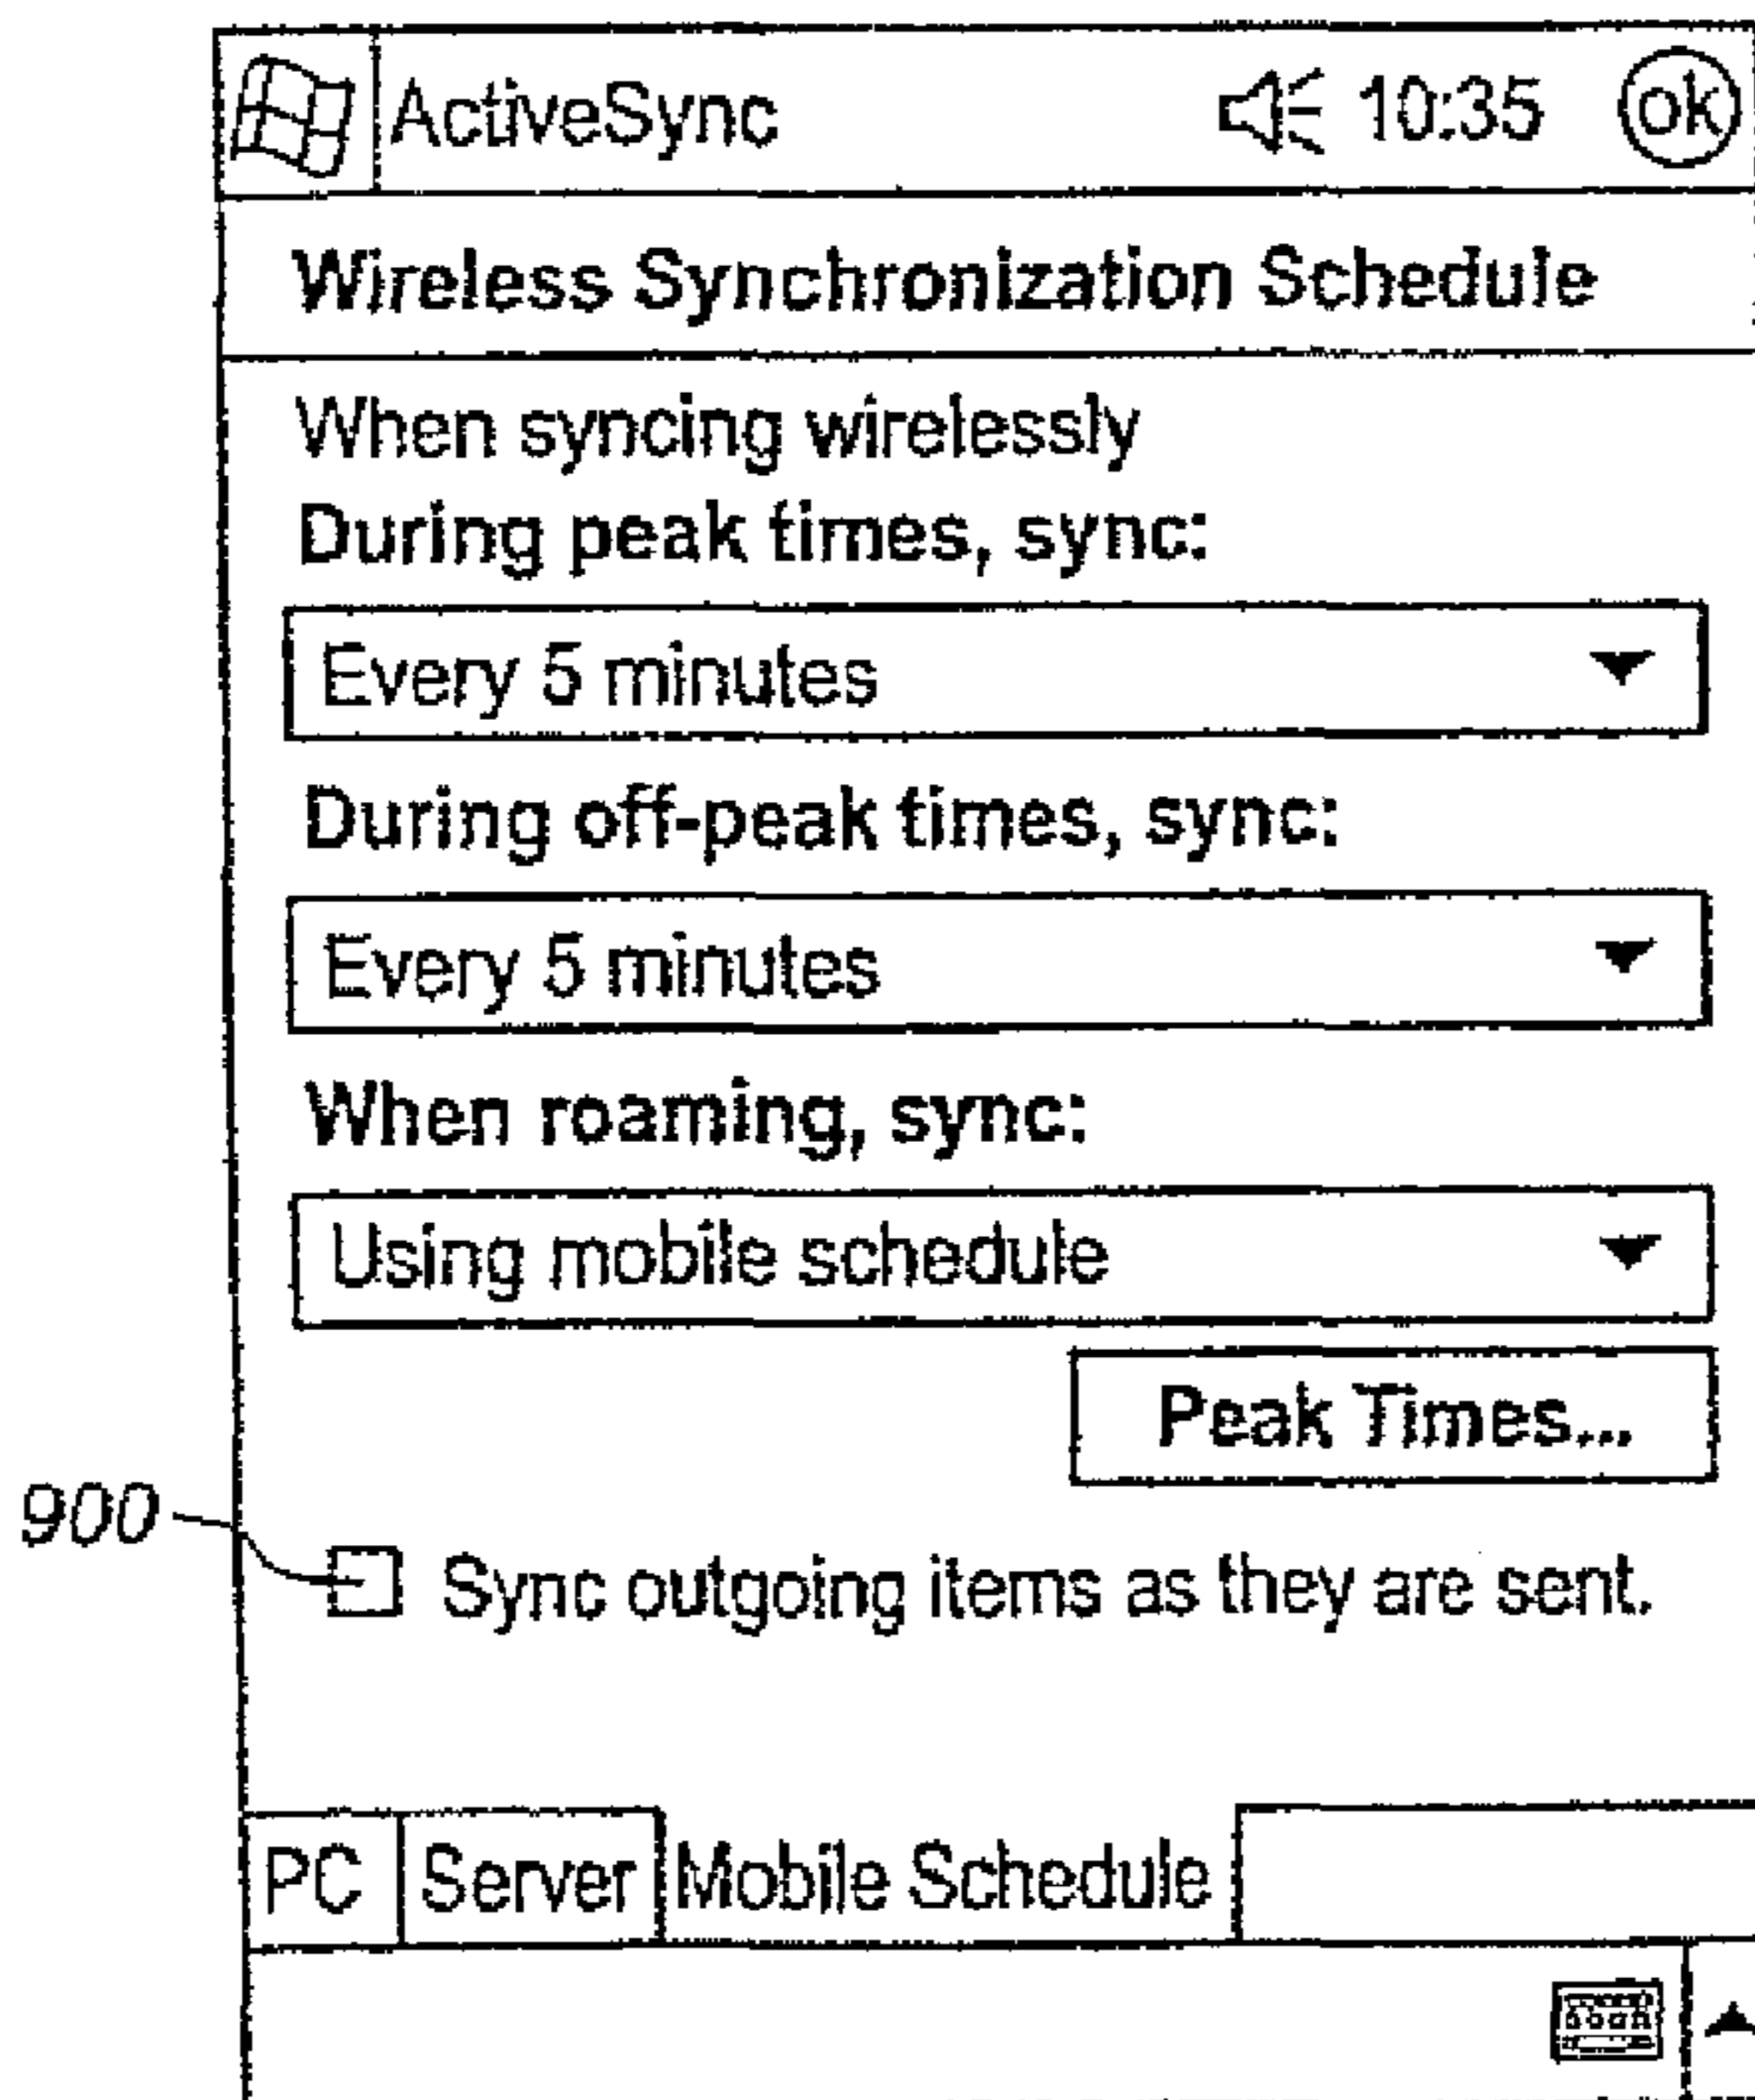 ActiveSync 10:35 ok
Wireless Synchronization Schedule
When syncing wirelessly
During peak times, sync:
Every 5 minutes
During off-peak times, sync:
Every 5 minutes
When roaming, sync:
Using mobile schedule
Peak Times...
900
Sync outgoing items as they are sent.
PC Server Mobile Schedule